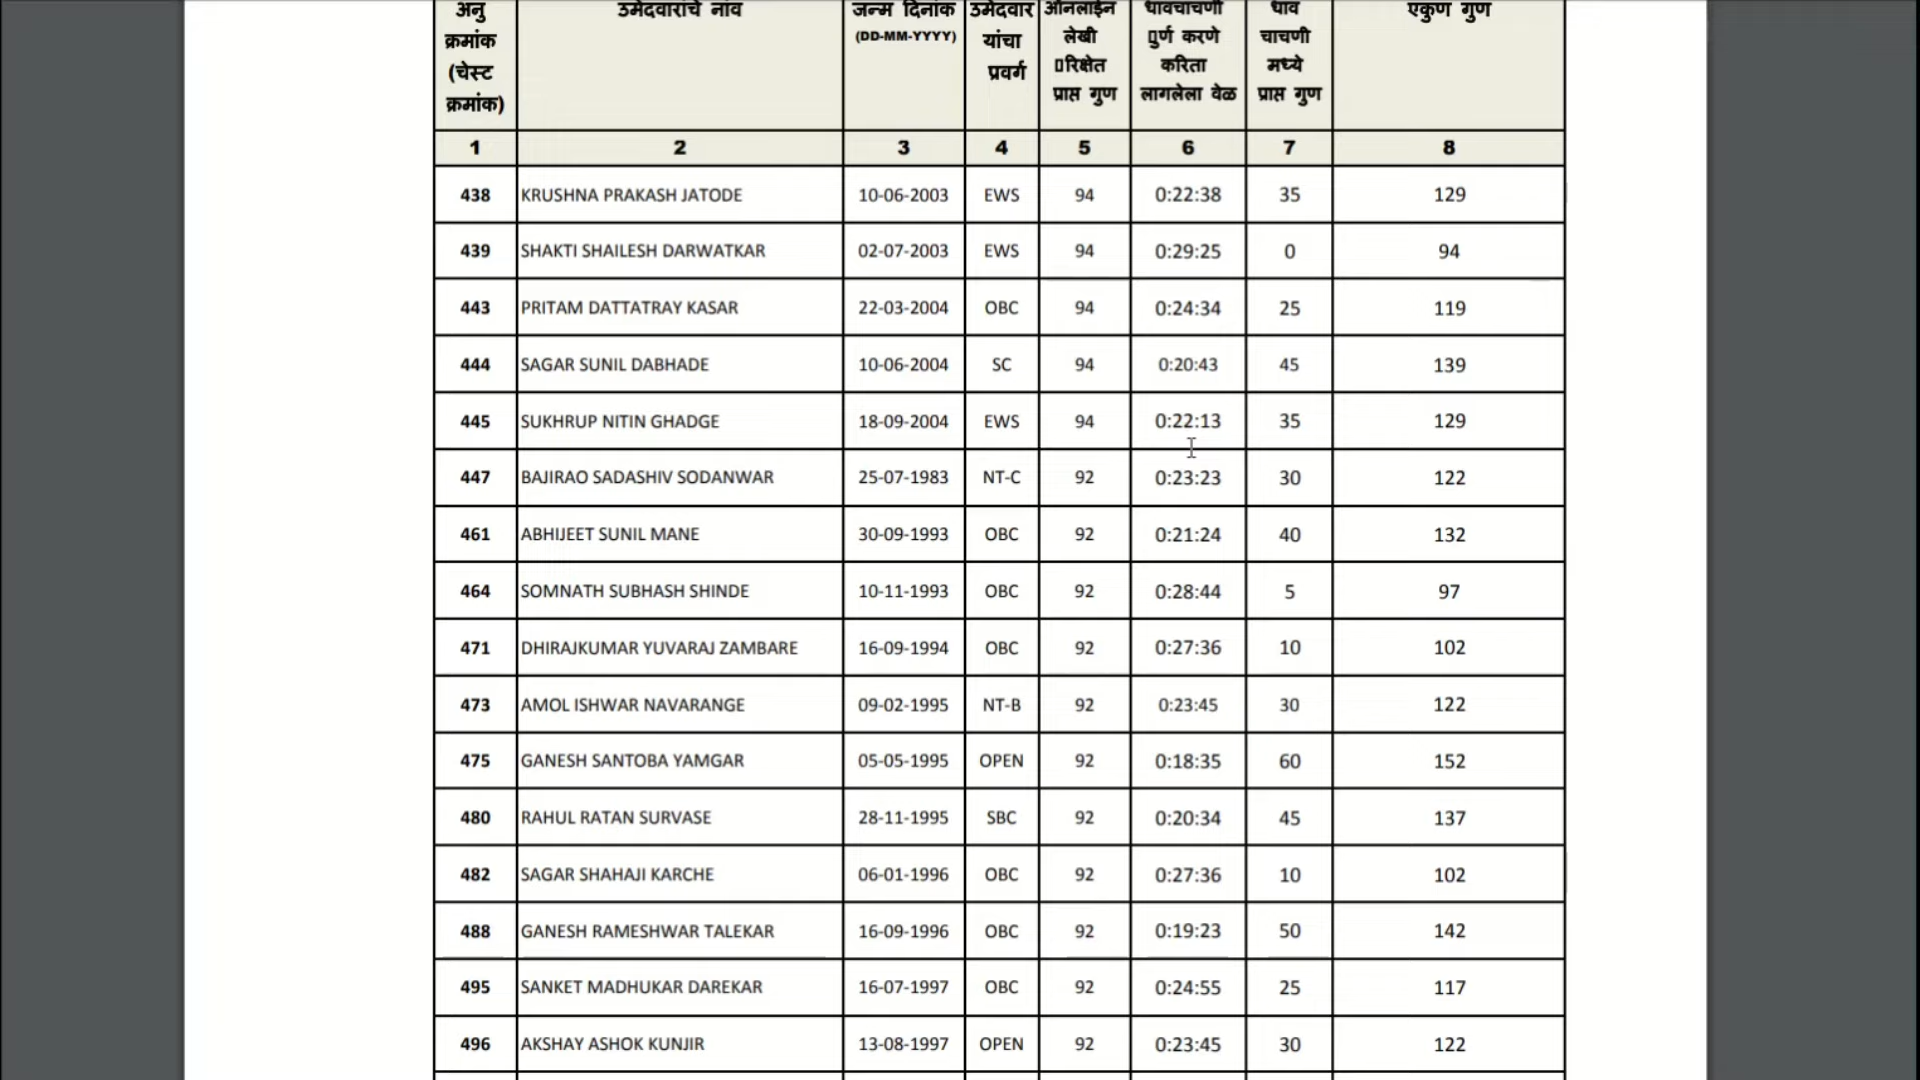 अनु क्रमांक (चेस्ट क्रमांक) उमेदवाराचे नांव जन्म दिनांक (DD-MM-YYYY) उमेदवार यांचा प्रवर्ग ऑनलाईन लेखी प्राप्त गुण धावचाचणी करणे करिता लागलेला वेळ धाव चाचणी मध्ये प्राप्त गुण एकुण गुण
1 2 3 4 5 6 7 8
438 KRUSHNA PRAKASH JATODE 10-06-2003 EWS 94 0:22:38 35 129
439 SHAKTI SHAILESH DARWATKAR 02-07-2003 EWS 94 0:29:25 0 94
443 PRITAM DATTATRAY KASAR 22-03-2004 OBC 94 0:24:34 25 119
444 SAGAR SUNIL DABHADE 10-06-2004 SC 94 0:20:43 45 139
445 SUKHRUP NITIN GHADGE 18-09-2004 EWS 94 0:22:13 35 129
447 BAJIRAO SADASHIV SODANWAR 25-07-1983 NT-C 92 0:23:23 30 122
461 ABHIJEET SUNIL MANE 30-09-1993 OBC 92 0:21:24 40 132
464 SOMNATH SUBHASH SHINDE 10-11-1993 OBC 92 0:28:44 5 97
471 DHIRAJKUMAR YUVARAJ ZAMBARE 16-09-1994 OBC 92 0:27:36 10 102
473 AMOL ISHWAR NAVARANGE 09-02-1995 NT-B 92 0:23:45 30 122
475 GANESH SANTOBA YAMGAR 05-05-1995 OPEN 92 0:18:35 60 152
480 RAHUL RATAN SURVASE 28-11-1995 SBC 92 0:20:34 45 137
482 SAGAR SHAHAJI KARCHE 06-01-1996 OBC 92 0:27:36 10 102
488 GANESH RAMESHWAR TALEKAR 16-09-1996 OBC 92 0:19:23 50 142
495 SANKET MADHUKAR DAREKAR 16-07-1997 OBC 92 0:24:55 25 117
496 AKSHAY ASHOK KUNJIR 13-08-1997 OPEN 92 0:23:45 30 122